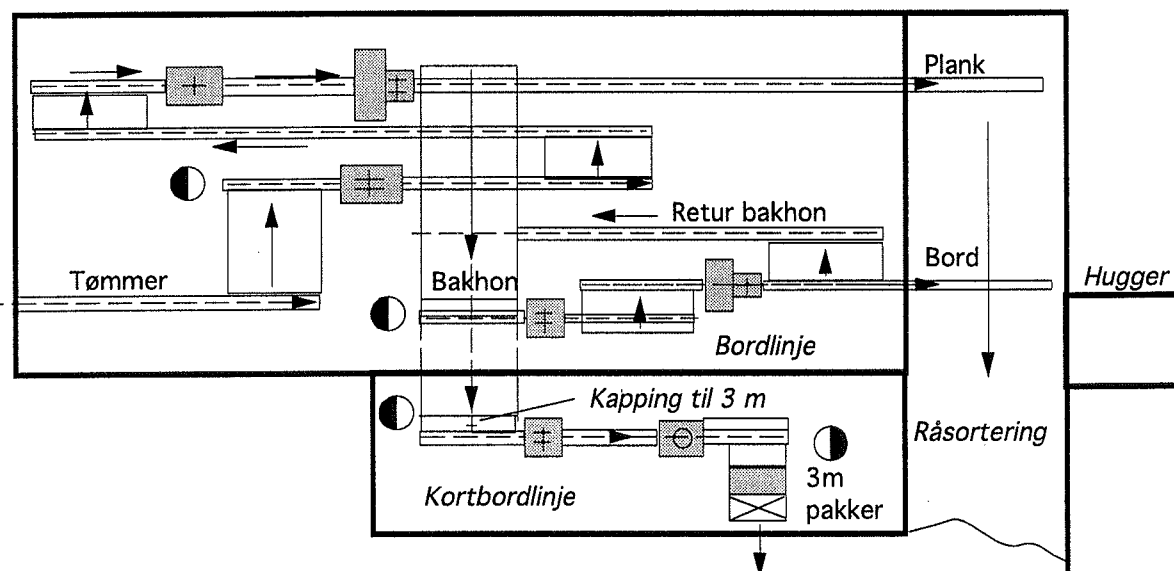 Plank
Retur bakhon
Tømmer
Bakhon
Bord
Hugger
Bordlinje
Kapping til 3 m
Råsortering
Kortbordlinje
3m
pakker